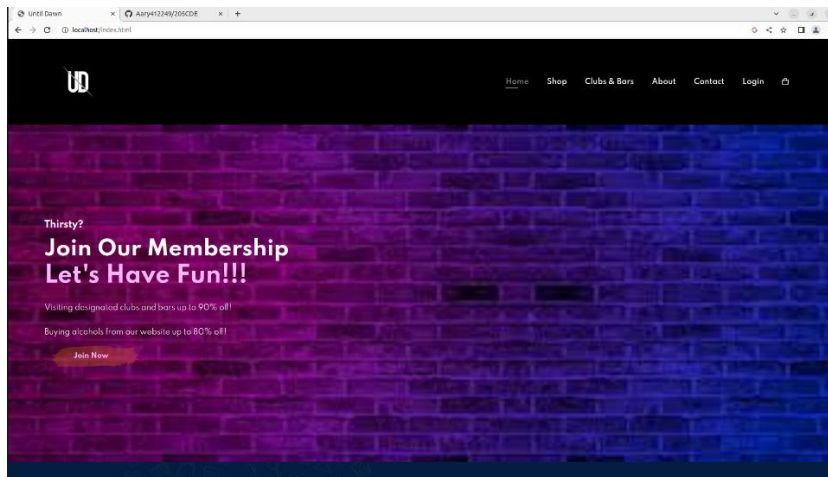 Until Dawn
Aary412249/205CDE
localhost/index.html
UD
Home Shop Clubs & Bars About Contact Login
Thirsty?
Join Our Membership
Let's Have Fun!!!
Visiting designated clubs and bars up to 90% off!
Buying alcohols from our website up to 80% off!
Join Now